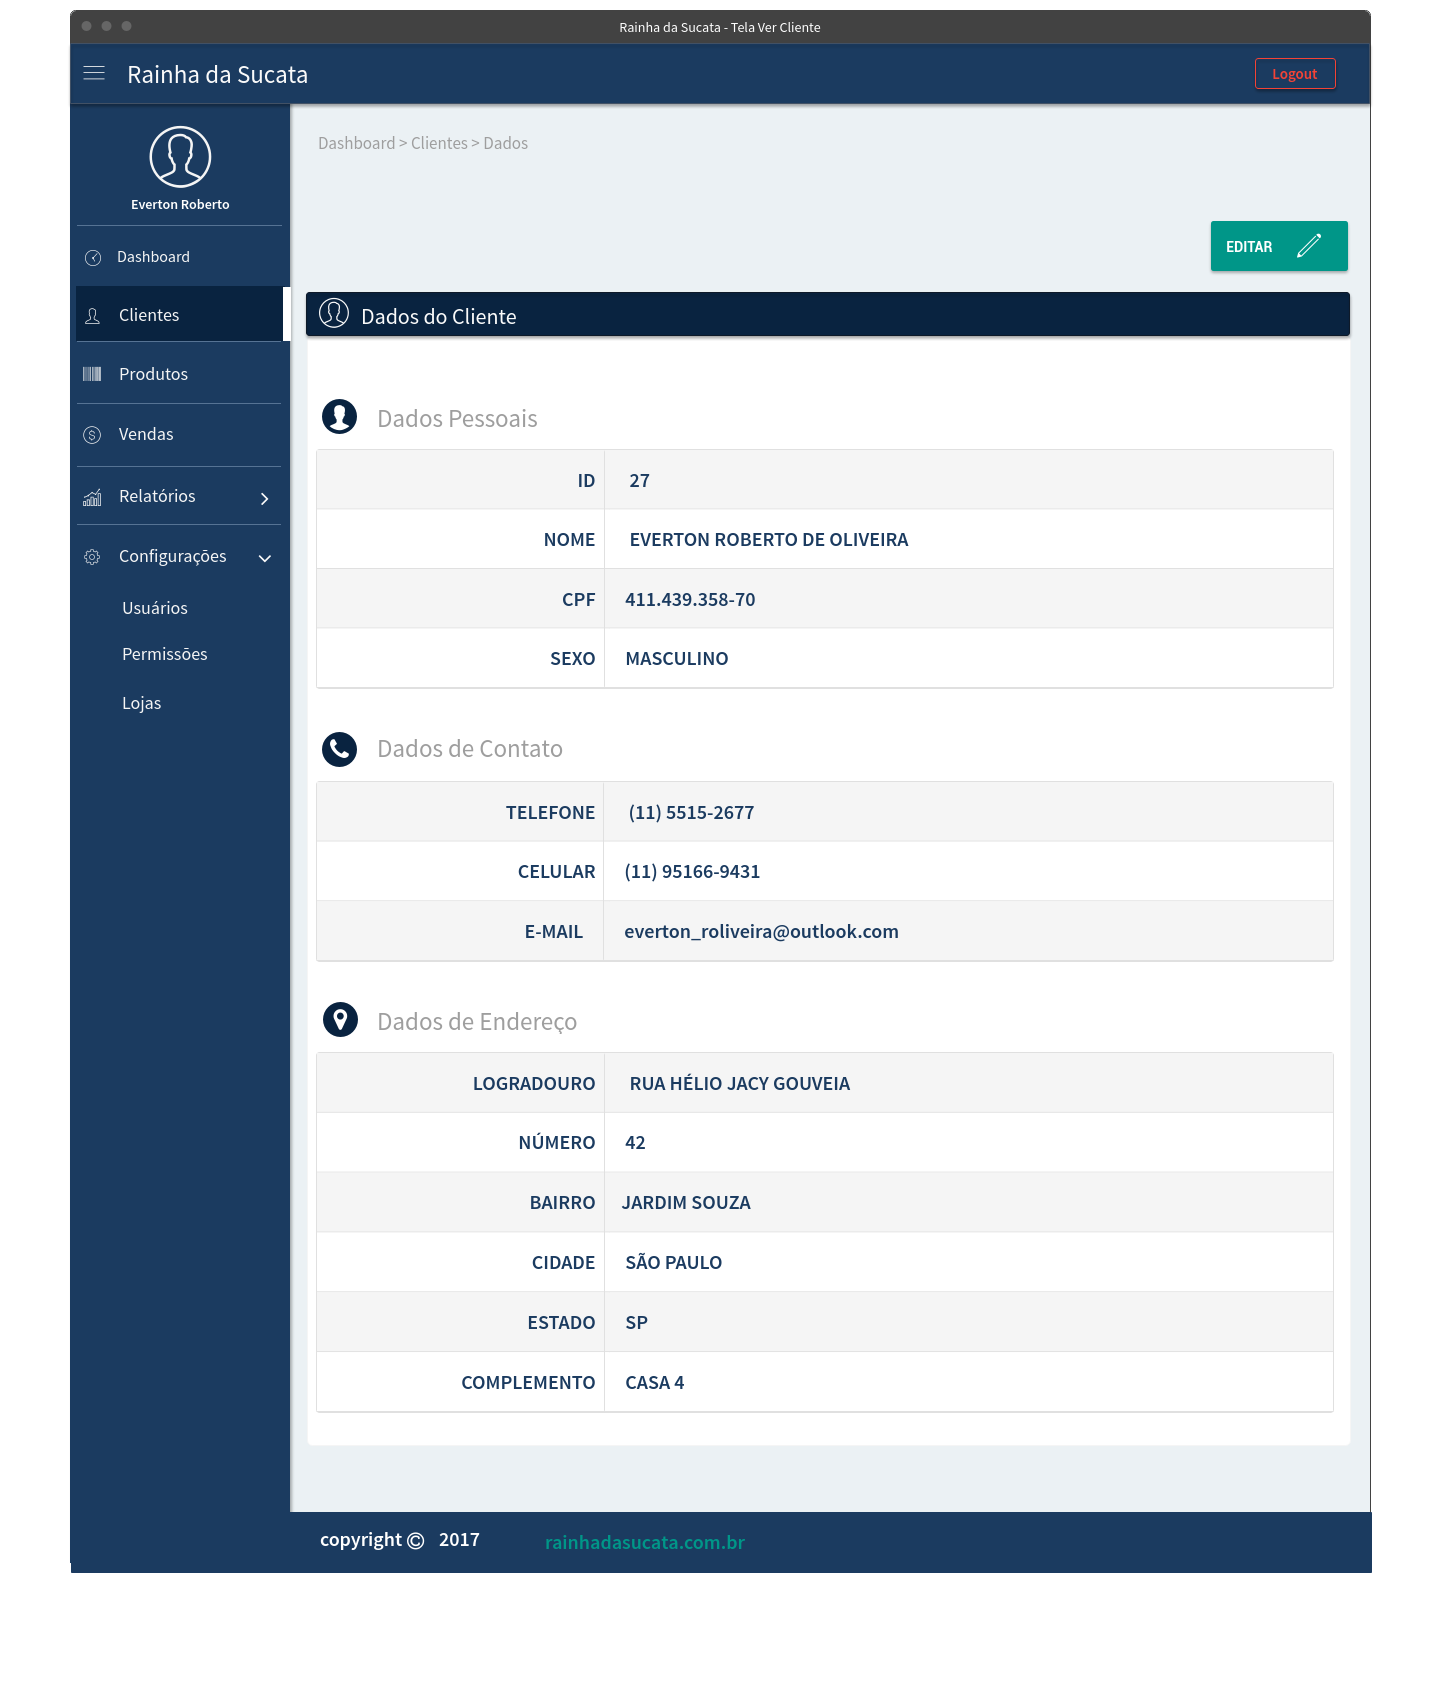 Rainha da Sucata - Tela Ver Cliente
Rainha da Sucata
Logout
Everton Roberto
Dashboard
Clientes
Produtos
Vendas
Relatórios
Configurações
Usuários
Permissões
Lojas
Dashboard > Clientes > Dados
EDITAR
Dados do Cliente
Dados Pessoais
ID 27
NOME EVERTON ROBERTO DE OLIVEIRA
CPF 411.439.358-70
SEXO MASCULINO
Dados de Contato
TELEFONE (11) 5515-2677
CELULAR (11) 95166-9431
E-MAIL everton_roliveira@outlook.com
Dados de Endereço
LOGRADOURO RUA HÉLIO JACY GOUVEIA
NÚMERO 42
BAIRRO JARDIM SOUZA
CIDADE SÃO PAULO
ESTADO SP
COMPLEMENTO CASA 4
copyright © 2017 rainhadasucata.com.br